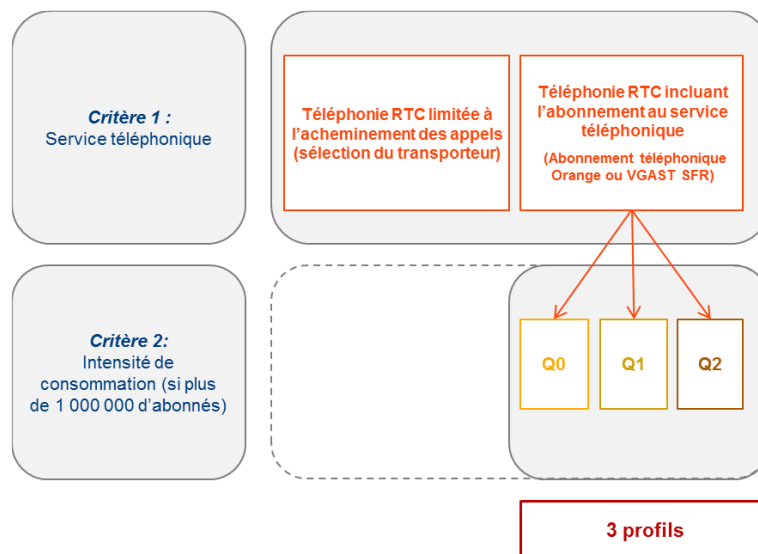 Critère 1 :
Service téléphonique
Téléphonie RTC limitée à
l'acheminement des appels
(sélection du transporteur)
Téléphonie RTC incluant
l'abonnement au service
téléphonique
(Abonnement téléphonique
Orange ou VGAST SFR)
Critère 2:
Intensité de
consommation (si plus
de 1 000 000 d'abonnés)
Q0
Q1
Q2
3 profils